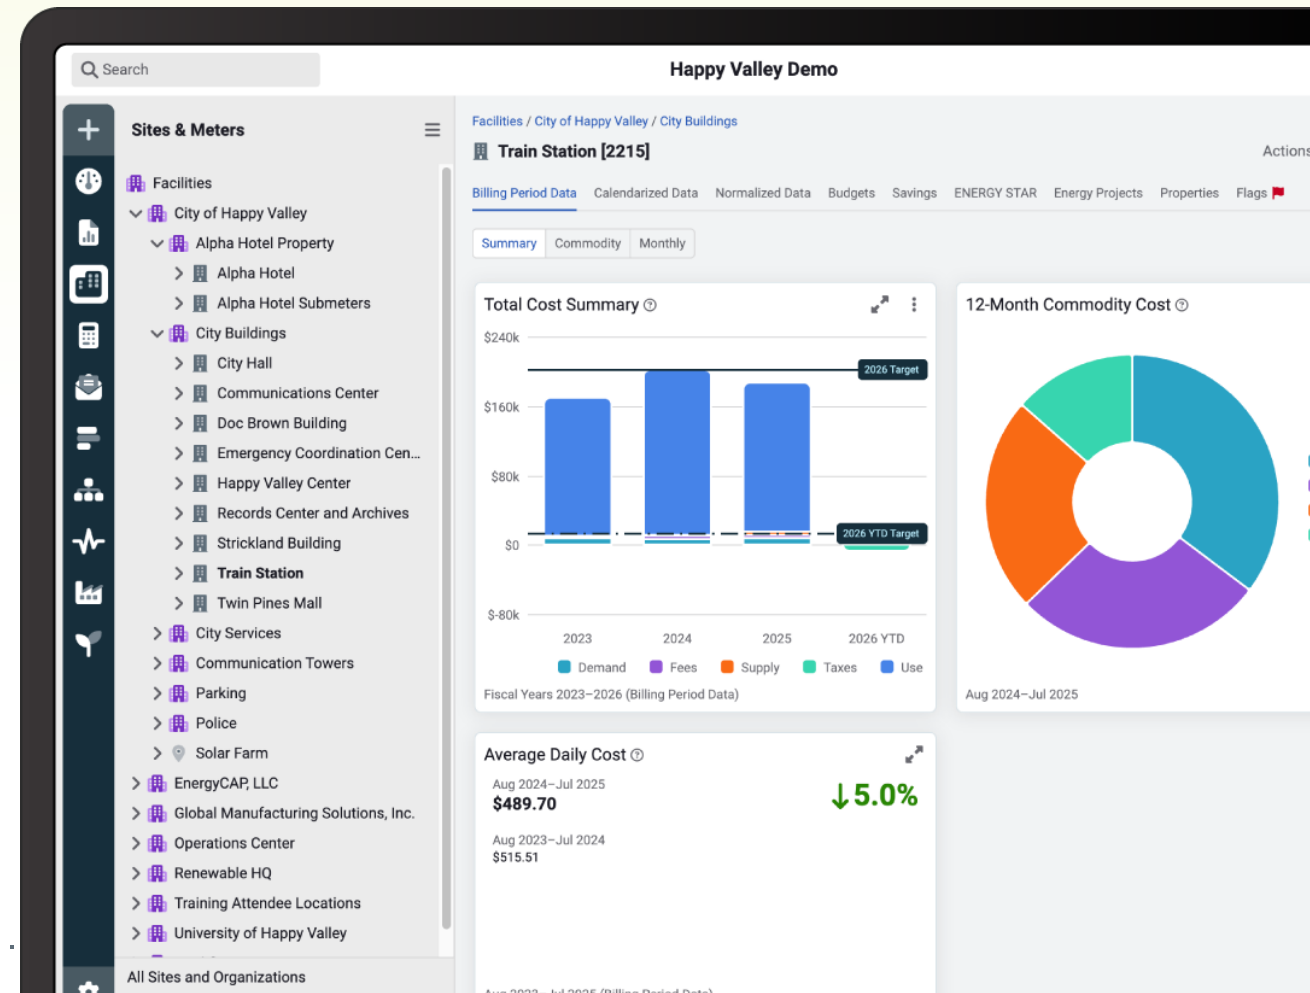 Search
Happy Valley Demo
Sites & Meters
Facilities
City of Happy Valley
Alpha Hotel Property
Alpha Hotel
Alpha Hotel Submeters
City Buildings
City Hall
Communications Center
Doc Brown Building
Emergency Coordination Cen...
Happy Valley Center
Records Center and Archives
Strickland Building
Train Station
Twin Pines Mall
City Services
Communication Towers
Parking
Police
Solar Farm
EnergyCAP, LLC
Global Manufacturing Solutions, Inc.
Operations Center
Renewable HQ
Training Attendee Locations
University of Happy Valley
All Sites and Organizations
Facilities / City of Happy Valley / City Buildings
Train Station [2215]
Actions
Billing Period Data Calendarized Data Normalized Data Budgets Savings ENERGY STAR Energy Projects Properties Flags
Summary Commodity Monthly
Total Cost Summary
$240k
2026 Target
$160k
$80k
2026 YTD Target
$0
$-80k
2023 2024 2025 2026 YTD
Demand Fees Supply Taxes Use
Fiscal Years 2023–2026 (Billing Period Data)
12-Month Commodity Cost
Aug 2024–Jul 2025
Average Daily Cost
Aug 2024–Jul 2025
$489.70
↓5.0%
Aug 2023–Jul 2024
$515.51
Aug 2023–Jul 2025 (Billing Period Data)